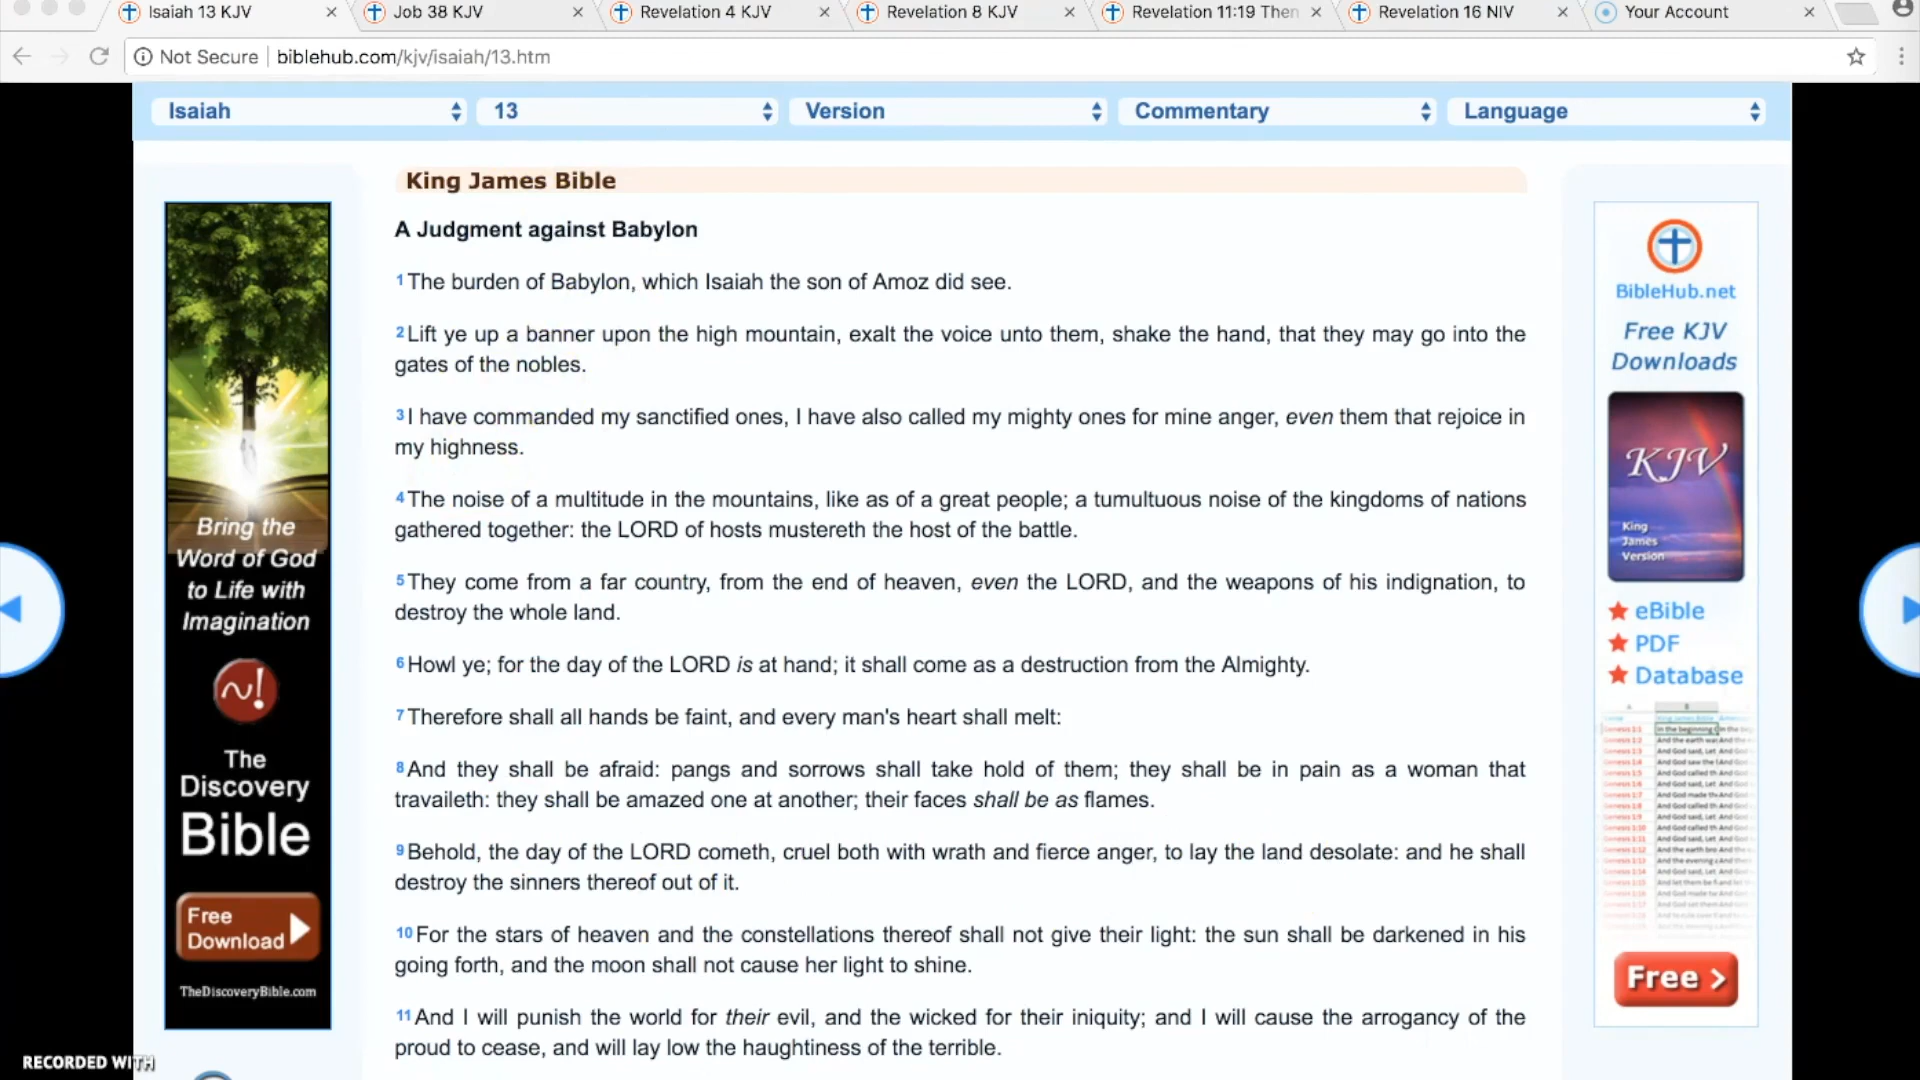 Isaiah 13 KJV
Job 38 KJV
Revelation 4 KJV
Revelation 8 KJV
Revelation 11:19 Then
Revelation 16 NIV
Your Account
Not Secure | biblehub.com/kjv/isaiah/13.htm
Isaiah 13 Version Commentary Language
King James Bible
A Judgment against Babylon
1 The burden of Babylon, which Isaiah the son of Amoz did see.
2 Lift ye up a banner upon the high mountain, exalt the voice unto them, shake the hand, that they may go into the
gates of the nobles.
3 I have commanded my sanctified ones, I have also called my mighty ones for mine anger, even them that rejoice in
my highness.
4 The noise of a multitude in the mountains, like as of a great people; a tumultuous noise of the kingdoms of nations
gathered together: the LORD of hosts mustereth the host of the battle.
5 They come from a far country, from the end of heaven, even the LORD, and the weapons of his indignation, to
destroy the whole land.
6 Howl ye; for the day of the LORD is at hand; it shall come as a destruction from the Almighty.
7 Therefore shall all hands be faint, and every man's heart shall melt:
8 And they shall be afraid: pangs and sorrows shall take hold of them; they shall be in pain as a woman that
travaileth: they shall be amazed one at another; their faces shall be as flames.
9 Behold, the day of the LORD cometh, cruel both with wrath and fierce anger, to lay the land desolate: and he shall
destroy the sinners thereof out of it.
10 For the stars of heaven and the constellations thereof shall not give their light: the sun shall be darkened in his
going forth, and the moon shall not cause her light to shine.
11 And I will punish the world for their evil, and the wicked for their iniquity; and I will cause the arrogancy of the
proud to cease, and will lay low the haughtiness of the terrible.
Bring the
Word of God
to Life with
Imagination
The
Discovery
Bible
Free
Download
TheDiscoveryBible.com
BibleHub.net
Free KJV
Downloads
KJV
King
James
Version
eBible
PDF
Database
Free >
RECORDED WITH